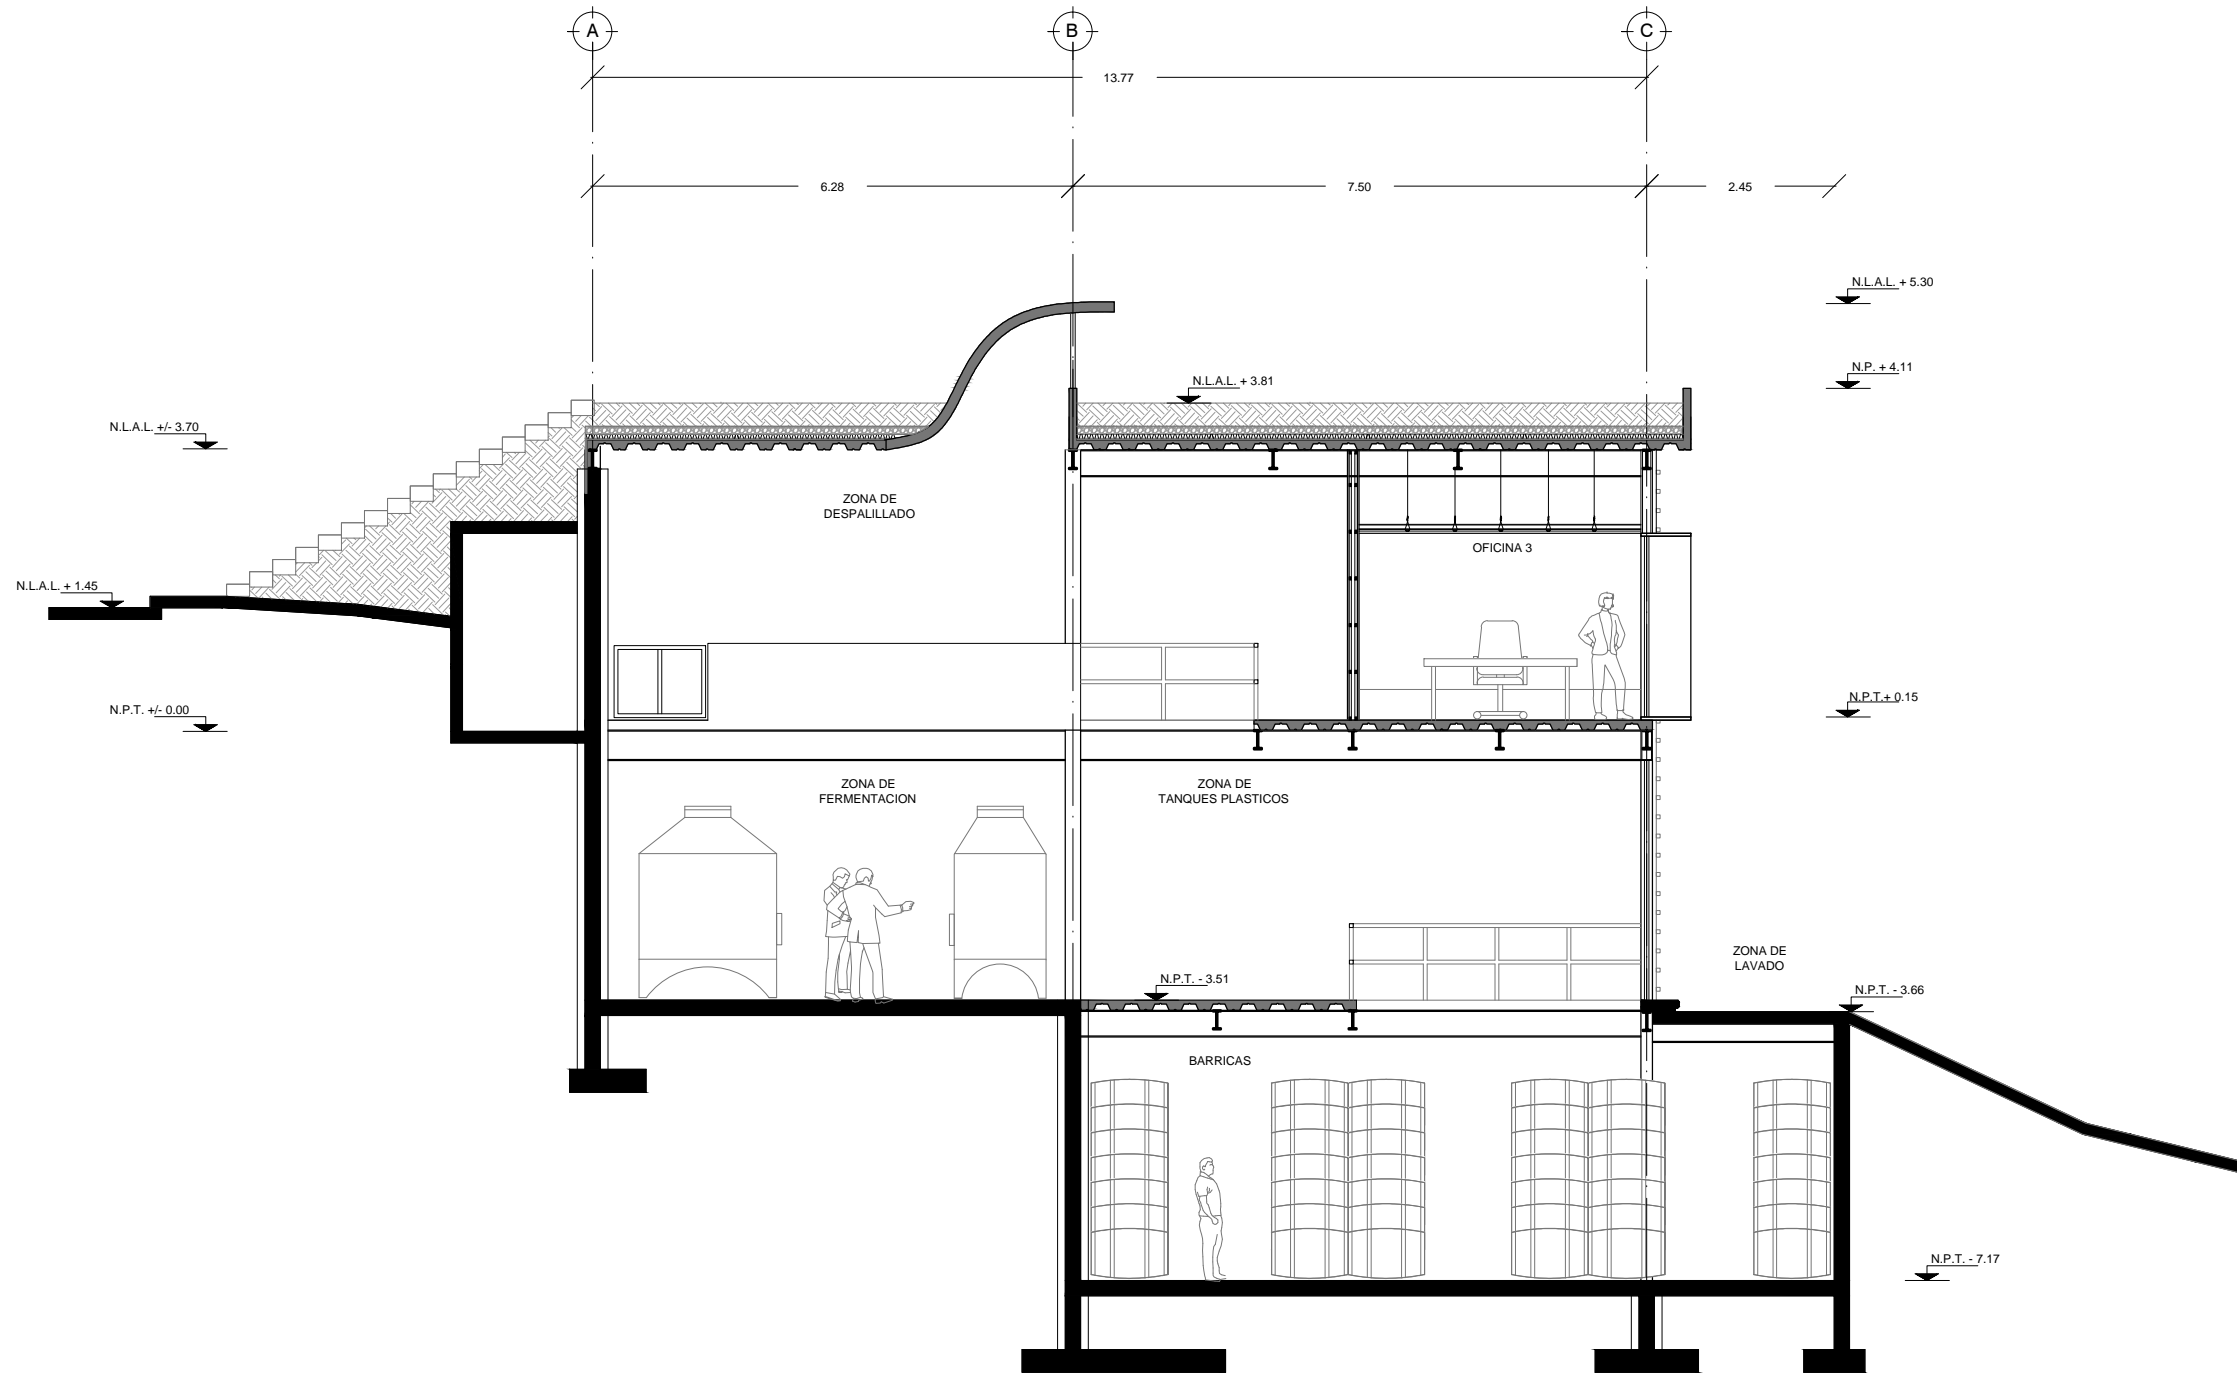 A
B
C
13.77
6.28
7.50
2.45
N.L.A.L. + 5.30
N.P. + 4.11
N.L.A.L. + 3.81
N.L.A.L. +/- 3.70
ZONA DE
DESPALILLADO
OFICINA 3
N.L.A.L. + 1.45
N.P.T. +/- 0.00
N.P.T.+ 0.15
ZONA DE
FERMENTACION
ZONA DE
TANQUES PLASTICOS
ZONA DE
LAVADO
N.P.T. - 3.51
N.P.T. - 3.66
BARRICAS
N.P.T. - 7.17